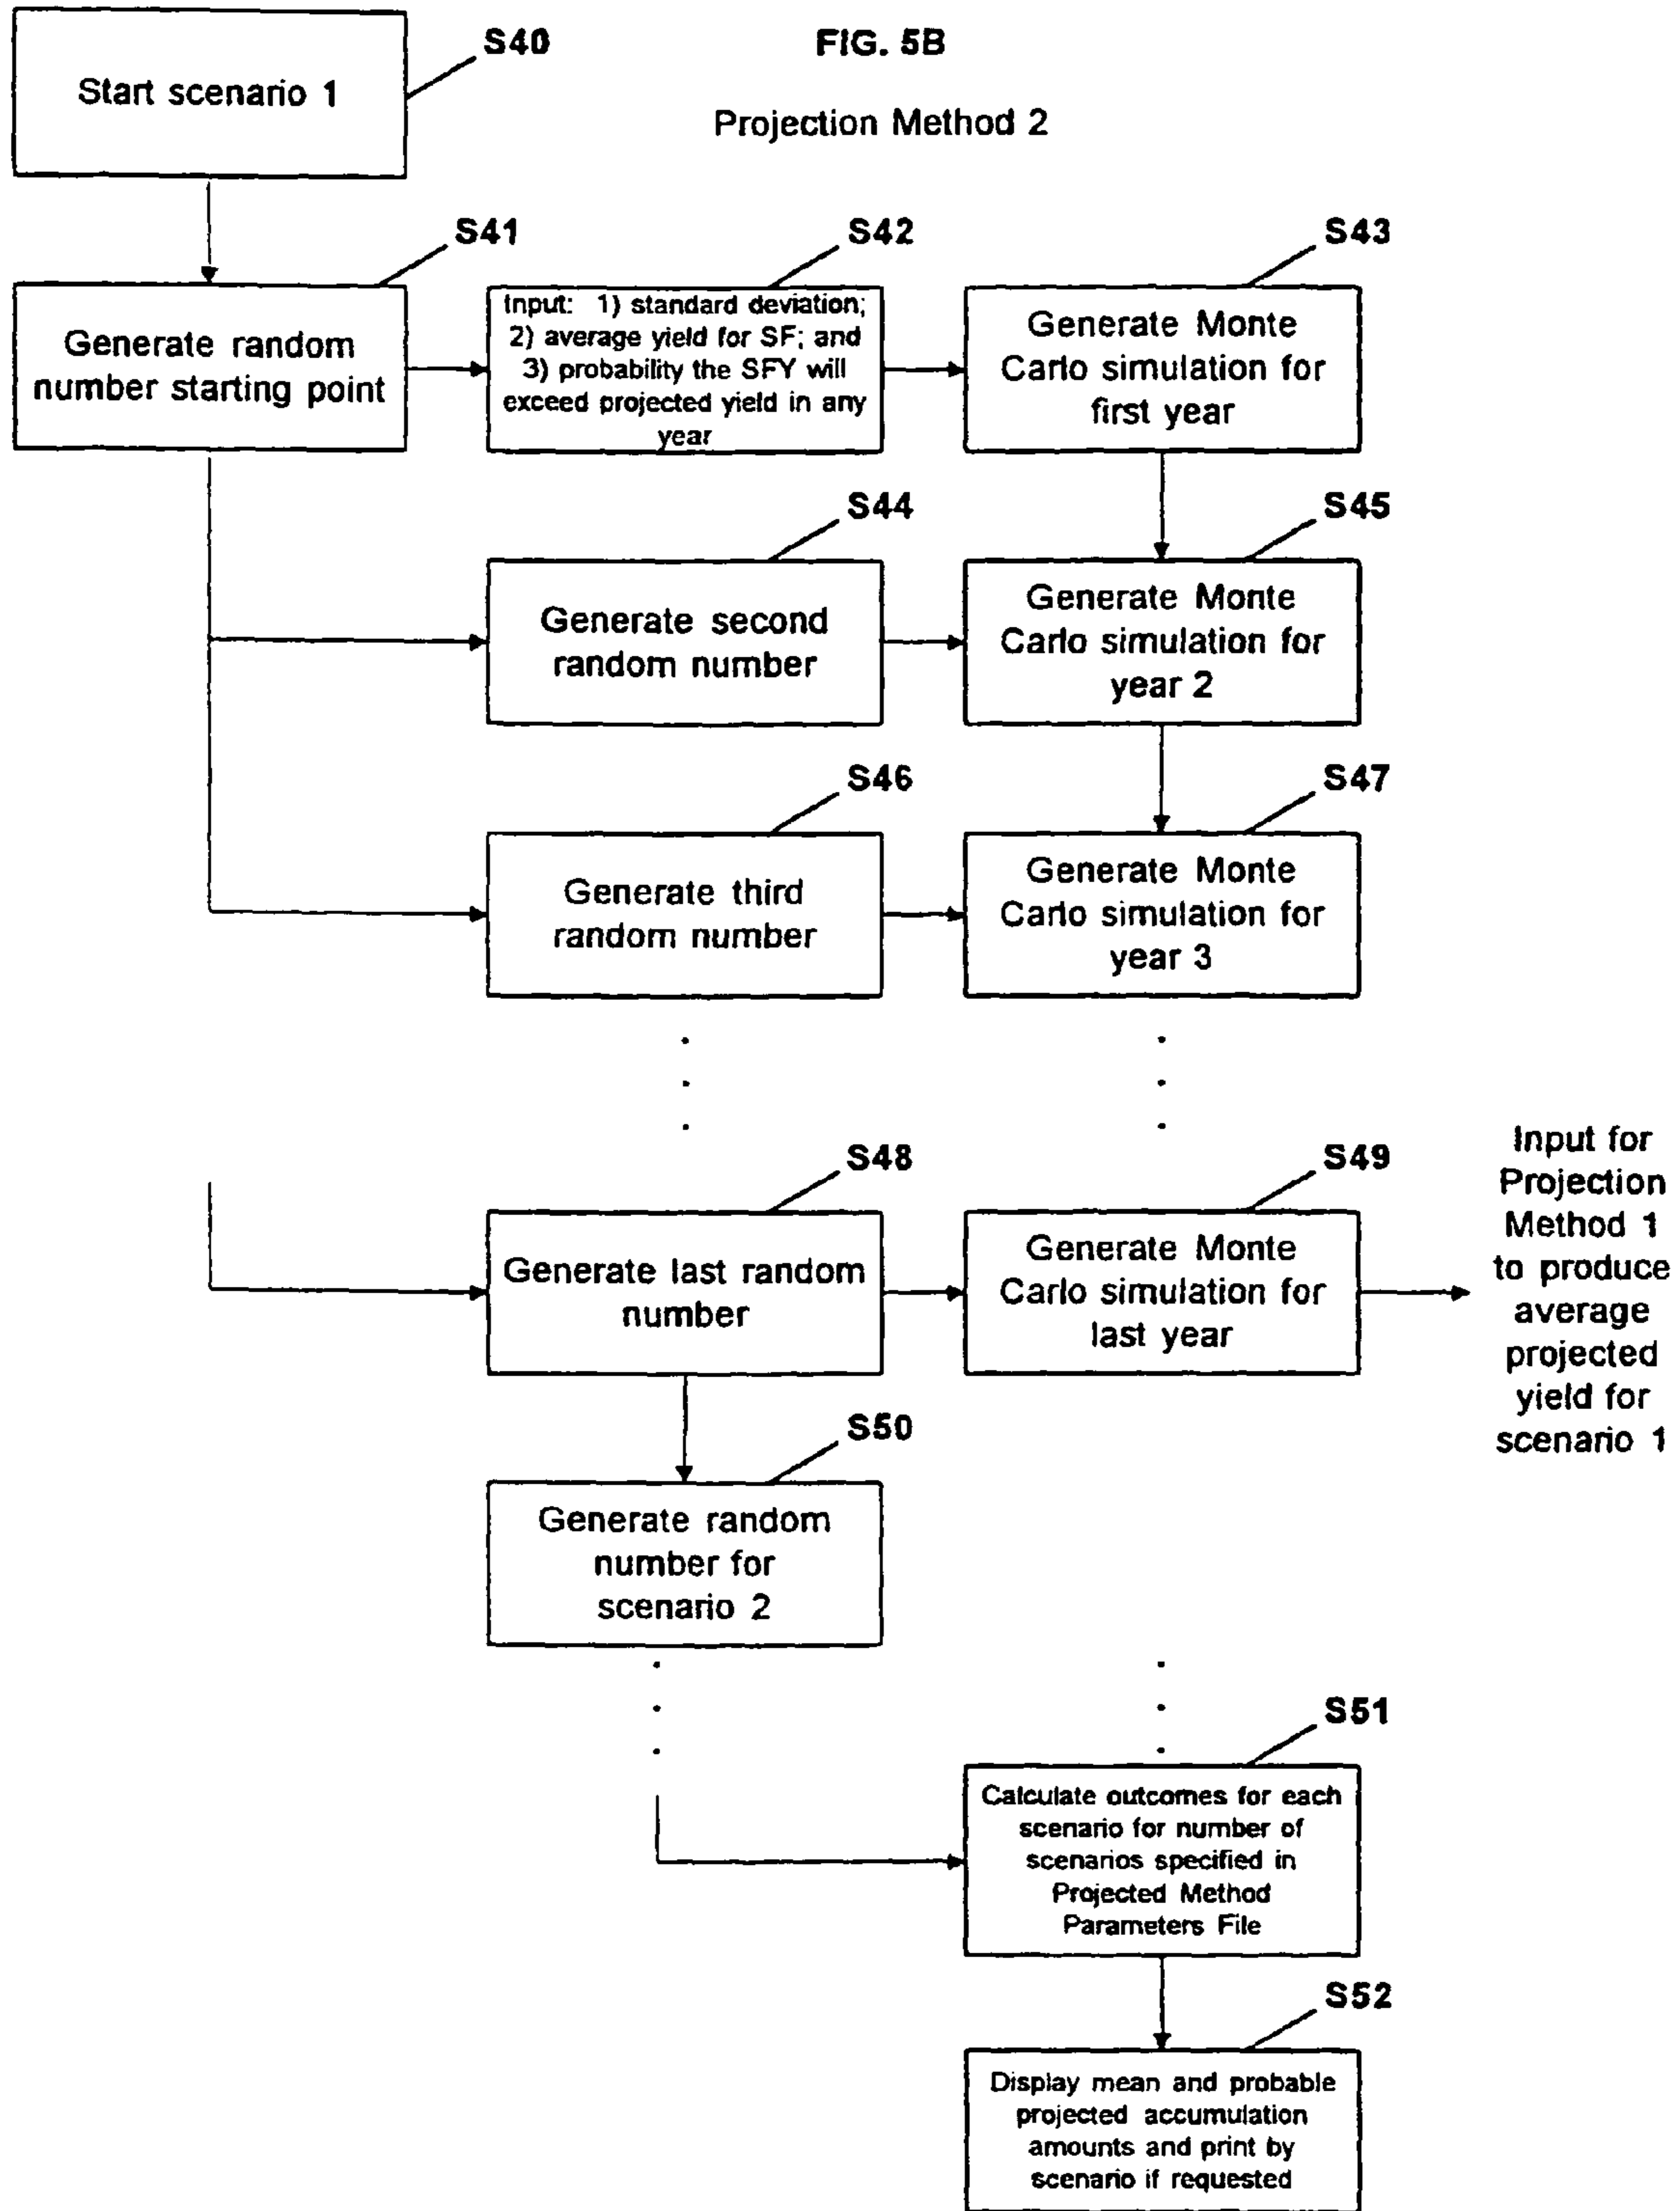 S40
FIG. 5B
Start scenario 1
Projection Method 2
S41
S42
S43
Generate random
number starting point
Input: 1) standard deviation;
2) average yield for SF; and
3) probability the SFY will
exceed projected yield in any
year
Generate Monte
Carlo simulation for
first year
S44
S45
Generate second
random number
Generate Monte
Carlo simulation for
year 2
S46
S47
Generate third
random number
Generate Monte
Carlo simulation for
year 3
S48
S49
Generate last random
number
Generate Monte
Carlo simulation for
last year
Input for
Projection
Method 1
to produce
average
projected
yield for
scenario 1
S50
Generate random
number for
scenario 2
S51
Calculate outcomes for each
scenario for number of
scenarios specified in
Projected Method
Parameters File
S52
Display mean and probable
projected accumulation
amounts and print by
scenario if requested